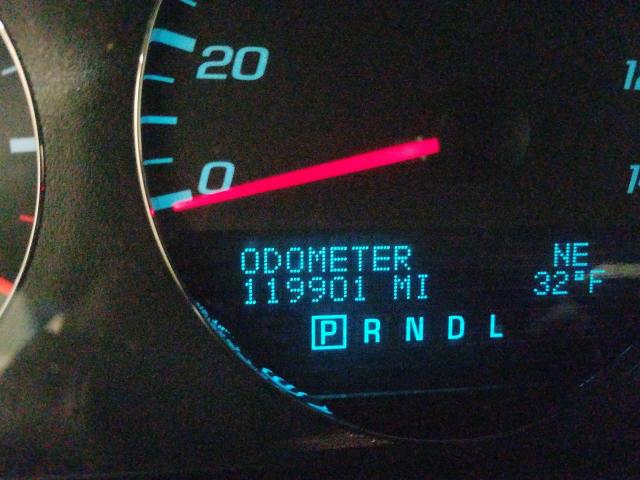 20
0
ODOMETER NE
119901 MI 32°F
P R N D L